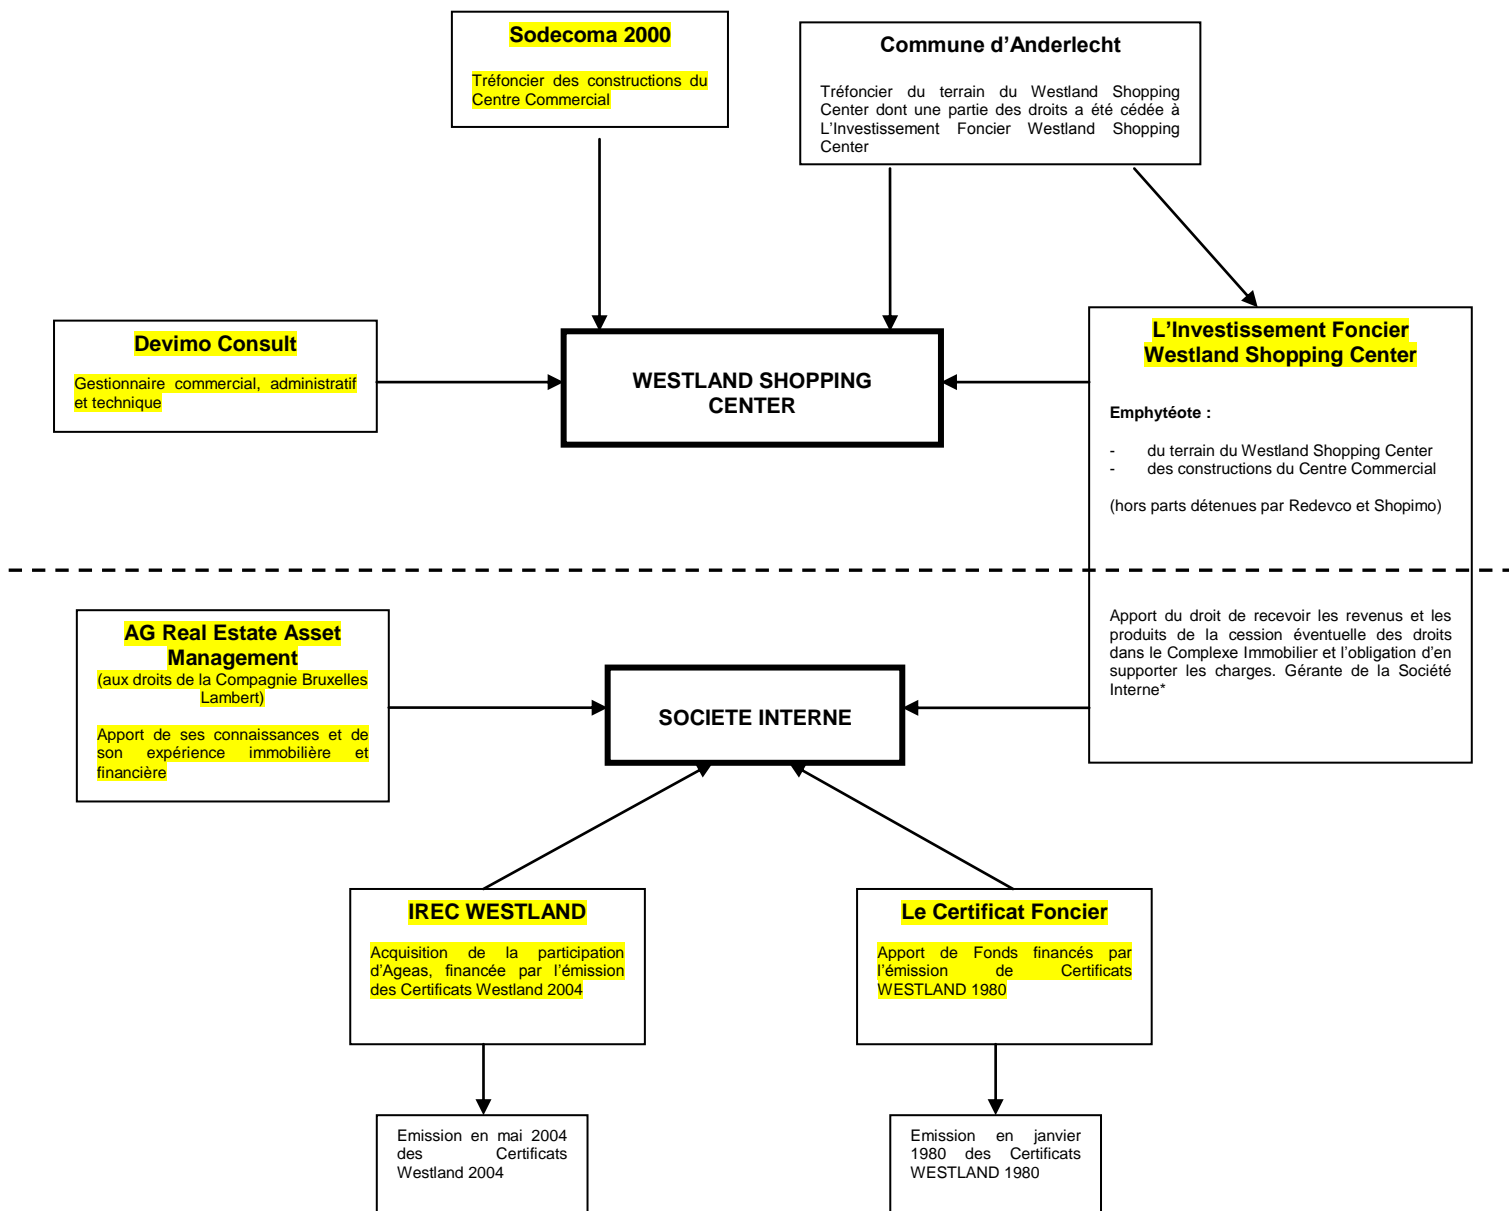 Sodecoma 2000
Tréfoncier des constructions du
Centre Commercial
Commune d’Anderlecht
Tréfoncier du terrain du Westland Shopping
Center dont une partie des droits a été cédée à
L’Investissement Foncier Westland Shopping
Center
Devimo Consult
Gestionnaire commercial, administratif
et technique
WESTLAND SHOPPING
CENTER
L’Investissement Foncier
Westland Shopping Center
Emphytéote :
- du terrain du Westland Shopping Center
- des constructions du Centre Commercial
(hors parts détenues par Redevco et Shopimo)
Apport du droit de recevoir les revenus et les
produits de la cession éventuelle des droits
dans le Complexe Immobilier et l’obligation d’en
supporter les charges. Gérante de la Société
Interne*
AG Real Estate Asset
Management
(aux droits de la Compagnie Bruxelles
Lambert)
Apport de ses connaissances et de
son expérience immobilière et
financière
SOCIETE INTERNE
IREC WESTLAND
Acquisition de la participation
d’Ageas, financée par l’émission
des Certificats Westland 2004
Le Certificat Foncier
Apport de Fonds financés par
l’émission de Certificats
WESTLAND 1980
Emission en mai 2004
des Certificats
Westland 2004
Emission en janvier
1980 des Certificats
WESTLAND 1980